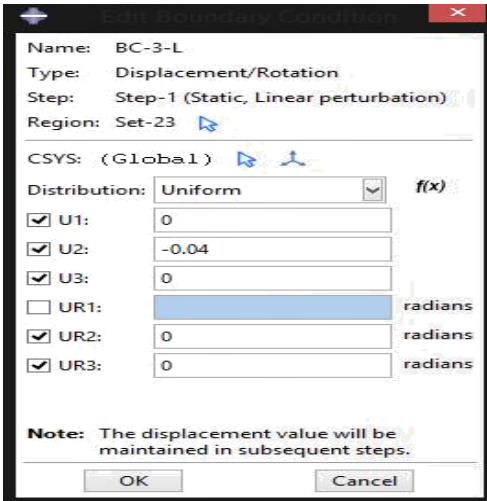 Edit Boundary Condition
Name: BC-3-L
Type: Displacement/Rotation
Step: Step-1 (Static, Linear perturbation)
Region: Set-23
CSYS: (Global)
Distribution: Uniform f(x)
U1: 0
U2: -0.04
U3: 0
UR1: radians
UR2: 0 radians
UR3: 0 radians
Note: The displacement value will be
maintained in subsequent steps.
OK Cancel